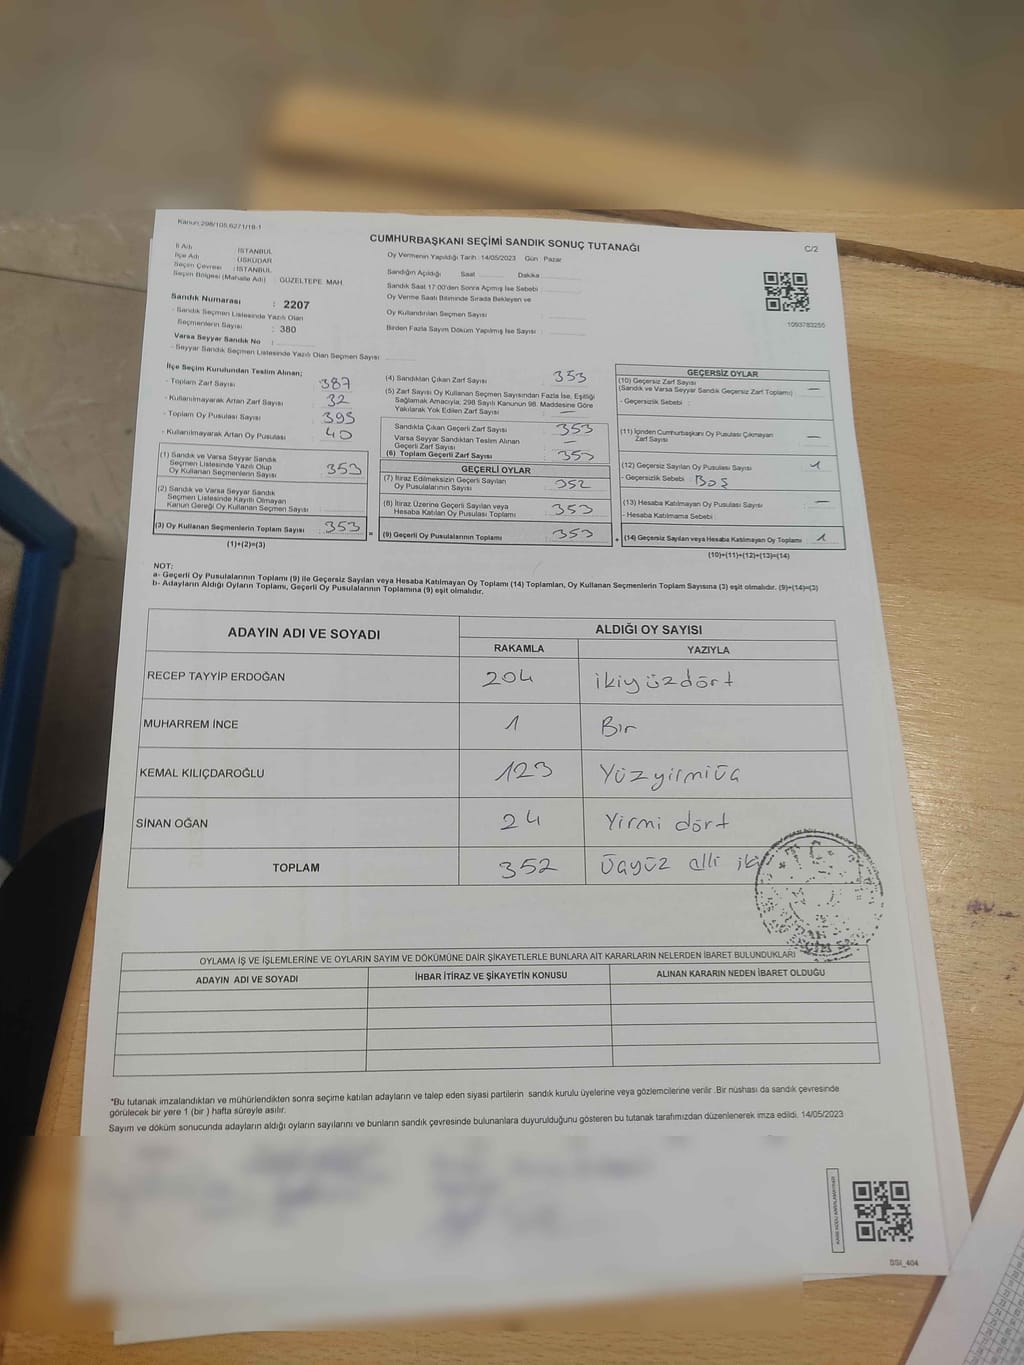 Kanun:298/105,6271/18-1
CUMHURBAŞKANI SEÇİMİ SANDIK SONUÇ TUTANAĞI
C/2
İl Adı : İSTANBUL
İlçe Adı : ÜSKÜDAR
Seçim Çevresi : İSTANBUL
Seçim Bölgesi (Mahalle Adı) : GÜZELTEPE MAH.
Sandık Numarası : 2207
- Sandık Seçmen Listesinde Yazılı Olan
Seçmenlerin Sayısı : 380
Varsa Seyyar Sandık No :
- Seyyar Sandık Seçmen Listesinde Yazılı Olan Seçmen Sayısı
Oy Vermenin Yapıldığı Tarih :14/05/2023 Gün : Pazar
Sandığın Açıldığı Saat Dakika
Sandık Saat 17:00'den Sonra Açılmış İse Sebebi :
Oy Verme Saati Bitiminde Sırada Bekleyen ve
Oy Kullandırılan Seçmen Sayısı :
Birden Fazla Sayım Döküm Yapılmış İse Sayısı :
1093783255
İlçe Seçim Kurulundan Teslim Alınan;
- Toplam Zarf Sayısı : 387
- Kullanılmayarak Artan Zarf Sayısı : 32
- Toplam Oy Pusulası Sayısı : 393
- Kullanılmayarak Artan Oy Pusulası : 40
(1) Sandık ve Varsa Seyyar Sandık
Seçmen Listesinde Yazılı Olup
Oy Kullanan Seçmenlerin Sayısı : 353
(2) Sandık ve Varsa Seyyar Sandık
Seçmen Listesinde Kayıtlı Olmayan
Kanun Gereği Oy Kullanan Seçmen Sayısı :
(3) Oy Kullanan Seçmenlerin Toplam Sayısı : 353
(1)+(2)=(3)
(4) Sandıktan Çıkan Zarf Sayısı : 353
(5) Zarf Sayısı Oy Kullanan Seçmen Sayısından Fazla İse, Eşitliği
Sağlamak Amacıyla; 298 Sayılı Kanunun 98. Maddesine Göre
Yakılarak Yok Edilen Zarf Sayısı : —
Sandıkta Çıkan Geçerli Zarf Sayısı : 353
Varsa Seyyar Sandıktan Teslim Alınan
Geçerli Zarf Sayısı : —
(6) Toplam Geçerli Zarf Sayısı : 353
GEÇERLİ OYLAR
(7) İtiraz Edilmeksizin Geçerli Sayılan
Oy Pusulalarının Sayısı : 352
(8) İtiraz Üzerine Geçerli Sayılan veya
Hesaba Katılan Oy Pusulası Toplamı : 353
= (9) Geçerli Oy Pusulalarının Toplamı : 353
GEÇERSİZ OYLAR
(10) Geçersiz Zarf Sayısı
(Sandık ve Varsa Seyyar Sandık Geçersiz Zarf Toplamı) : —
- Geçersizlik Sebebi :
(11) İçinden Cumhurbaşkanı Oy Pusulası Çıkmayan
Zarf Sayısı : —
(12) Geçersiz Sayılan Oy Pusulası Sayısı : 1
- Geçersizlik Sebebi : Boş
(13) Hesaba Katılmayan Oy Pusulası Sayısı : —
- Hesaba Katılmama Sebebi :
+ (14) Geçersiz Sayılan veya Hesaba Katılmayan Oy Toplamı : 1
(10)+(11)+(12)+(13)=(14)
NOT:
a- Geçerli Oy Pusulalarının Toplamı (9) ile Geçersiz Sayılan veya Hesaba Katılmayan Oy Toplamı (14) Toplamları, Oy Kullanan Seçmenlerin Toplam Sayısına (3) eşit olmalıdır. (9)+(14)=(3)
b- Adayların Aldığı Oyların Toplamı, Geçerli Oy Pusulalarının Toplamına (9) eşit olmalıdır.
ADAYIN ADI VE SOYADI ALDIĞI OY SAYISI
RAKAMLA YAZIYLA
RECEP TAYYİP ERDOĞAN 204 ikiyüzdört
MUHARREM İNCE 1 Bir
KEMAL KILIÇDAROĞLU 123 Yüzyirmiüç
SİNAN OĞAN 24 Yirmi dört
TOPLAM 352 üçyüz alli iki
OYLAMA İŞ VE İŞLEMLERİNE VE OYLARIN SAYIM VE DÖKÜMÜNE DAİR ŞİKAYETLERLE BUNLARA AİT KARARLARIN NELERDEN İBARET BULUNDUKLARI
ADAYIN ADI VE SOYADI İHBAR İTİRAZ VE ŞİKAYETİN KONUSU ALINAN KARARIN NEDEN İBARET OLDUĞU
*Bu tutanak imzalandıktan ve mühürlendikten sonra seçime katılan adayların ve talep eden siyasi partilerin sandık kurulu üyelerine veya gözlemcilerine verilir .Bir nüshası da sandık çevresinde
görülecek bir yere 1 (bir ) hafta süreyle asılır.
Sayım ve döküm sonucunda adayların aldığı oyların sayılarını ve bunların sandık çevresinde bulunanlara duyurulduğunu gösteren bu tutanak tarafımızdan düzenlenerek imza edildi. 14/05/2023
SSI_404